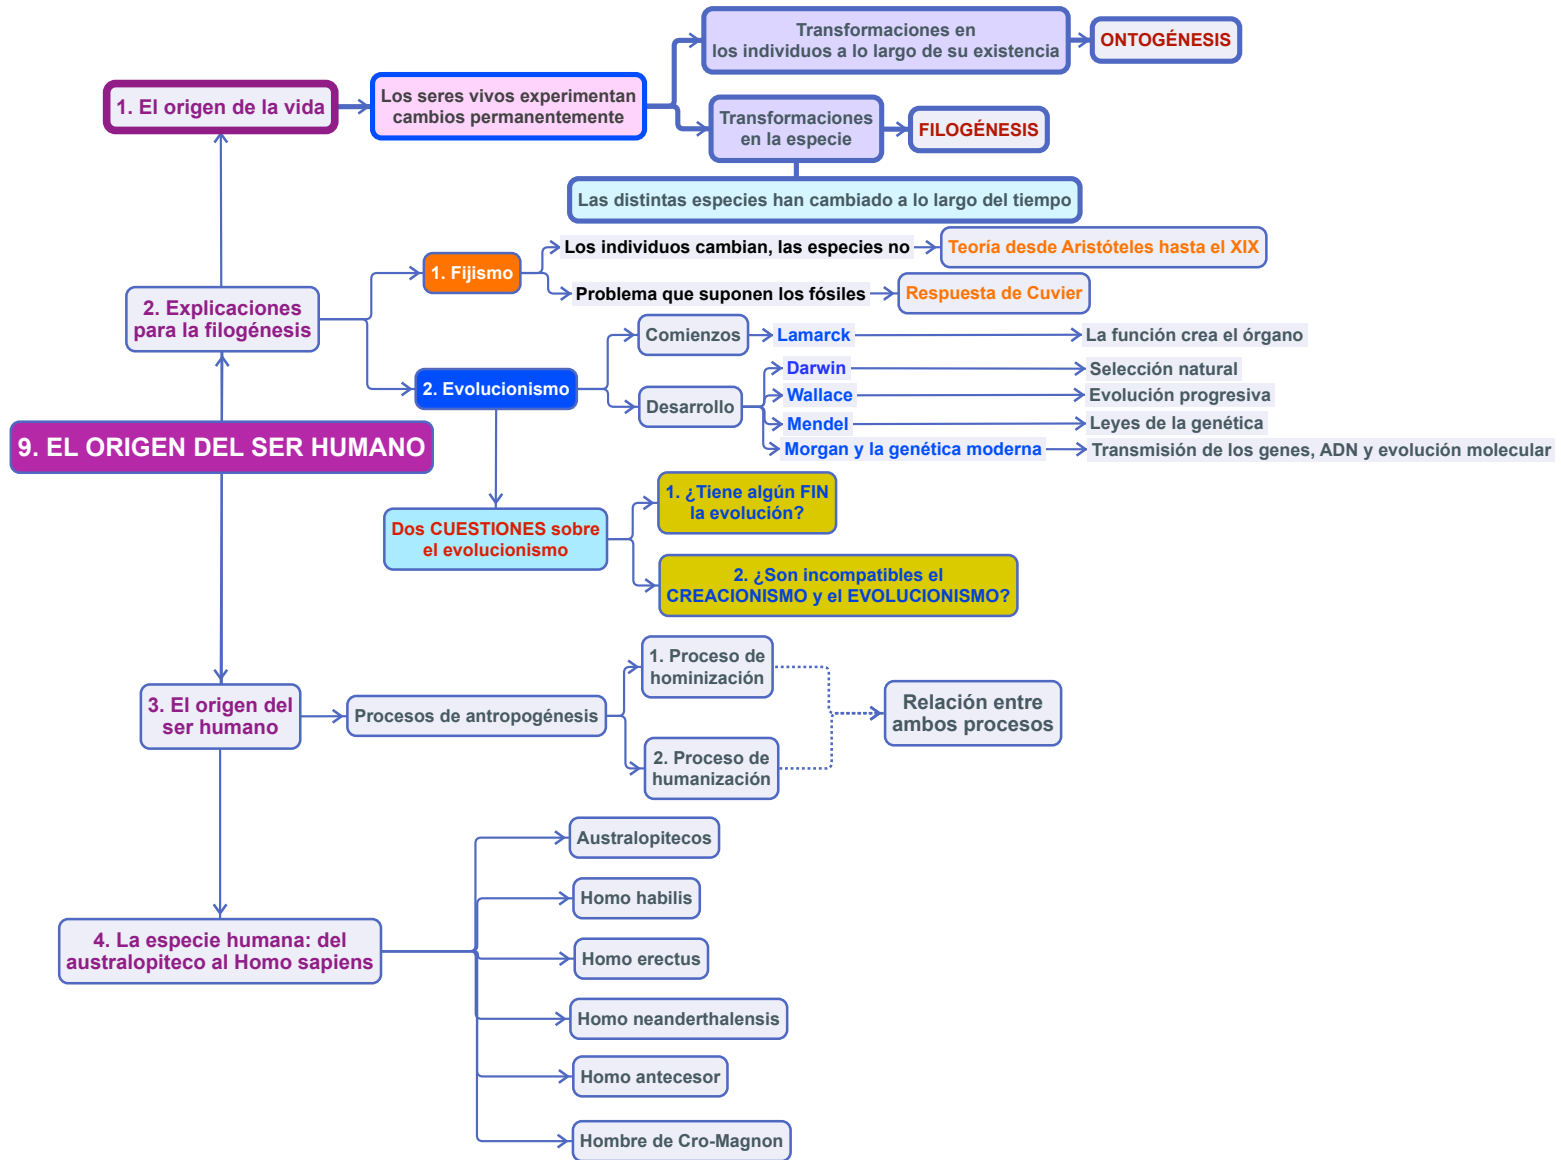 9. EL ORIGEN DEL SER HUMANO
1. El origen de la vida
Los seres vivos experimentan
cambios permanentemente
Transformaciones en
los individuos a lo largo de su existencia
ONTOGÉNESIS
Transformaciones
en la especie
FILOGÉNESIS
Las distintas especies han cambiado a lo largo del tiempo
2. Explicaciones
para la filogénesis
1. Fijismo
Los individuos cambian, las especies no
Teoría desde Aristóteles hasta el XIX
Problema que suponen los fósiles
Respuesta de Cuvier
2. Evolucionismo
Comienzos
Lamarck
La función crea el órgano
Desarrollo
Darwin
Selección natural
Wallace
Evolución progresiva
Mendel
Leyes de la genética
Morgan y la genética moderna
Transmisión de los genes, ADN y evolución molecular
Dos CUESTIONES sobre
el evolucionismo
1. ¿Tiene algún FIN
la evolución?
2. ¿Son incompatibles el
CREACIONISMO y el EVOLUCIONISMO?
3. El origen del
ser humano
Procesos de antropogénesis
1. Proceso de
hominización
2. Proceso de
humanización
Relación entre
ambos procesos
4. La especie humana: del
australopiteco al Homo sapiens
Australopitecos
Homo habilis
Homo erectus
Homo neanderthalensis
Homo antecesor
Hombre de Cro-Magnon